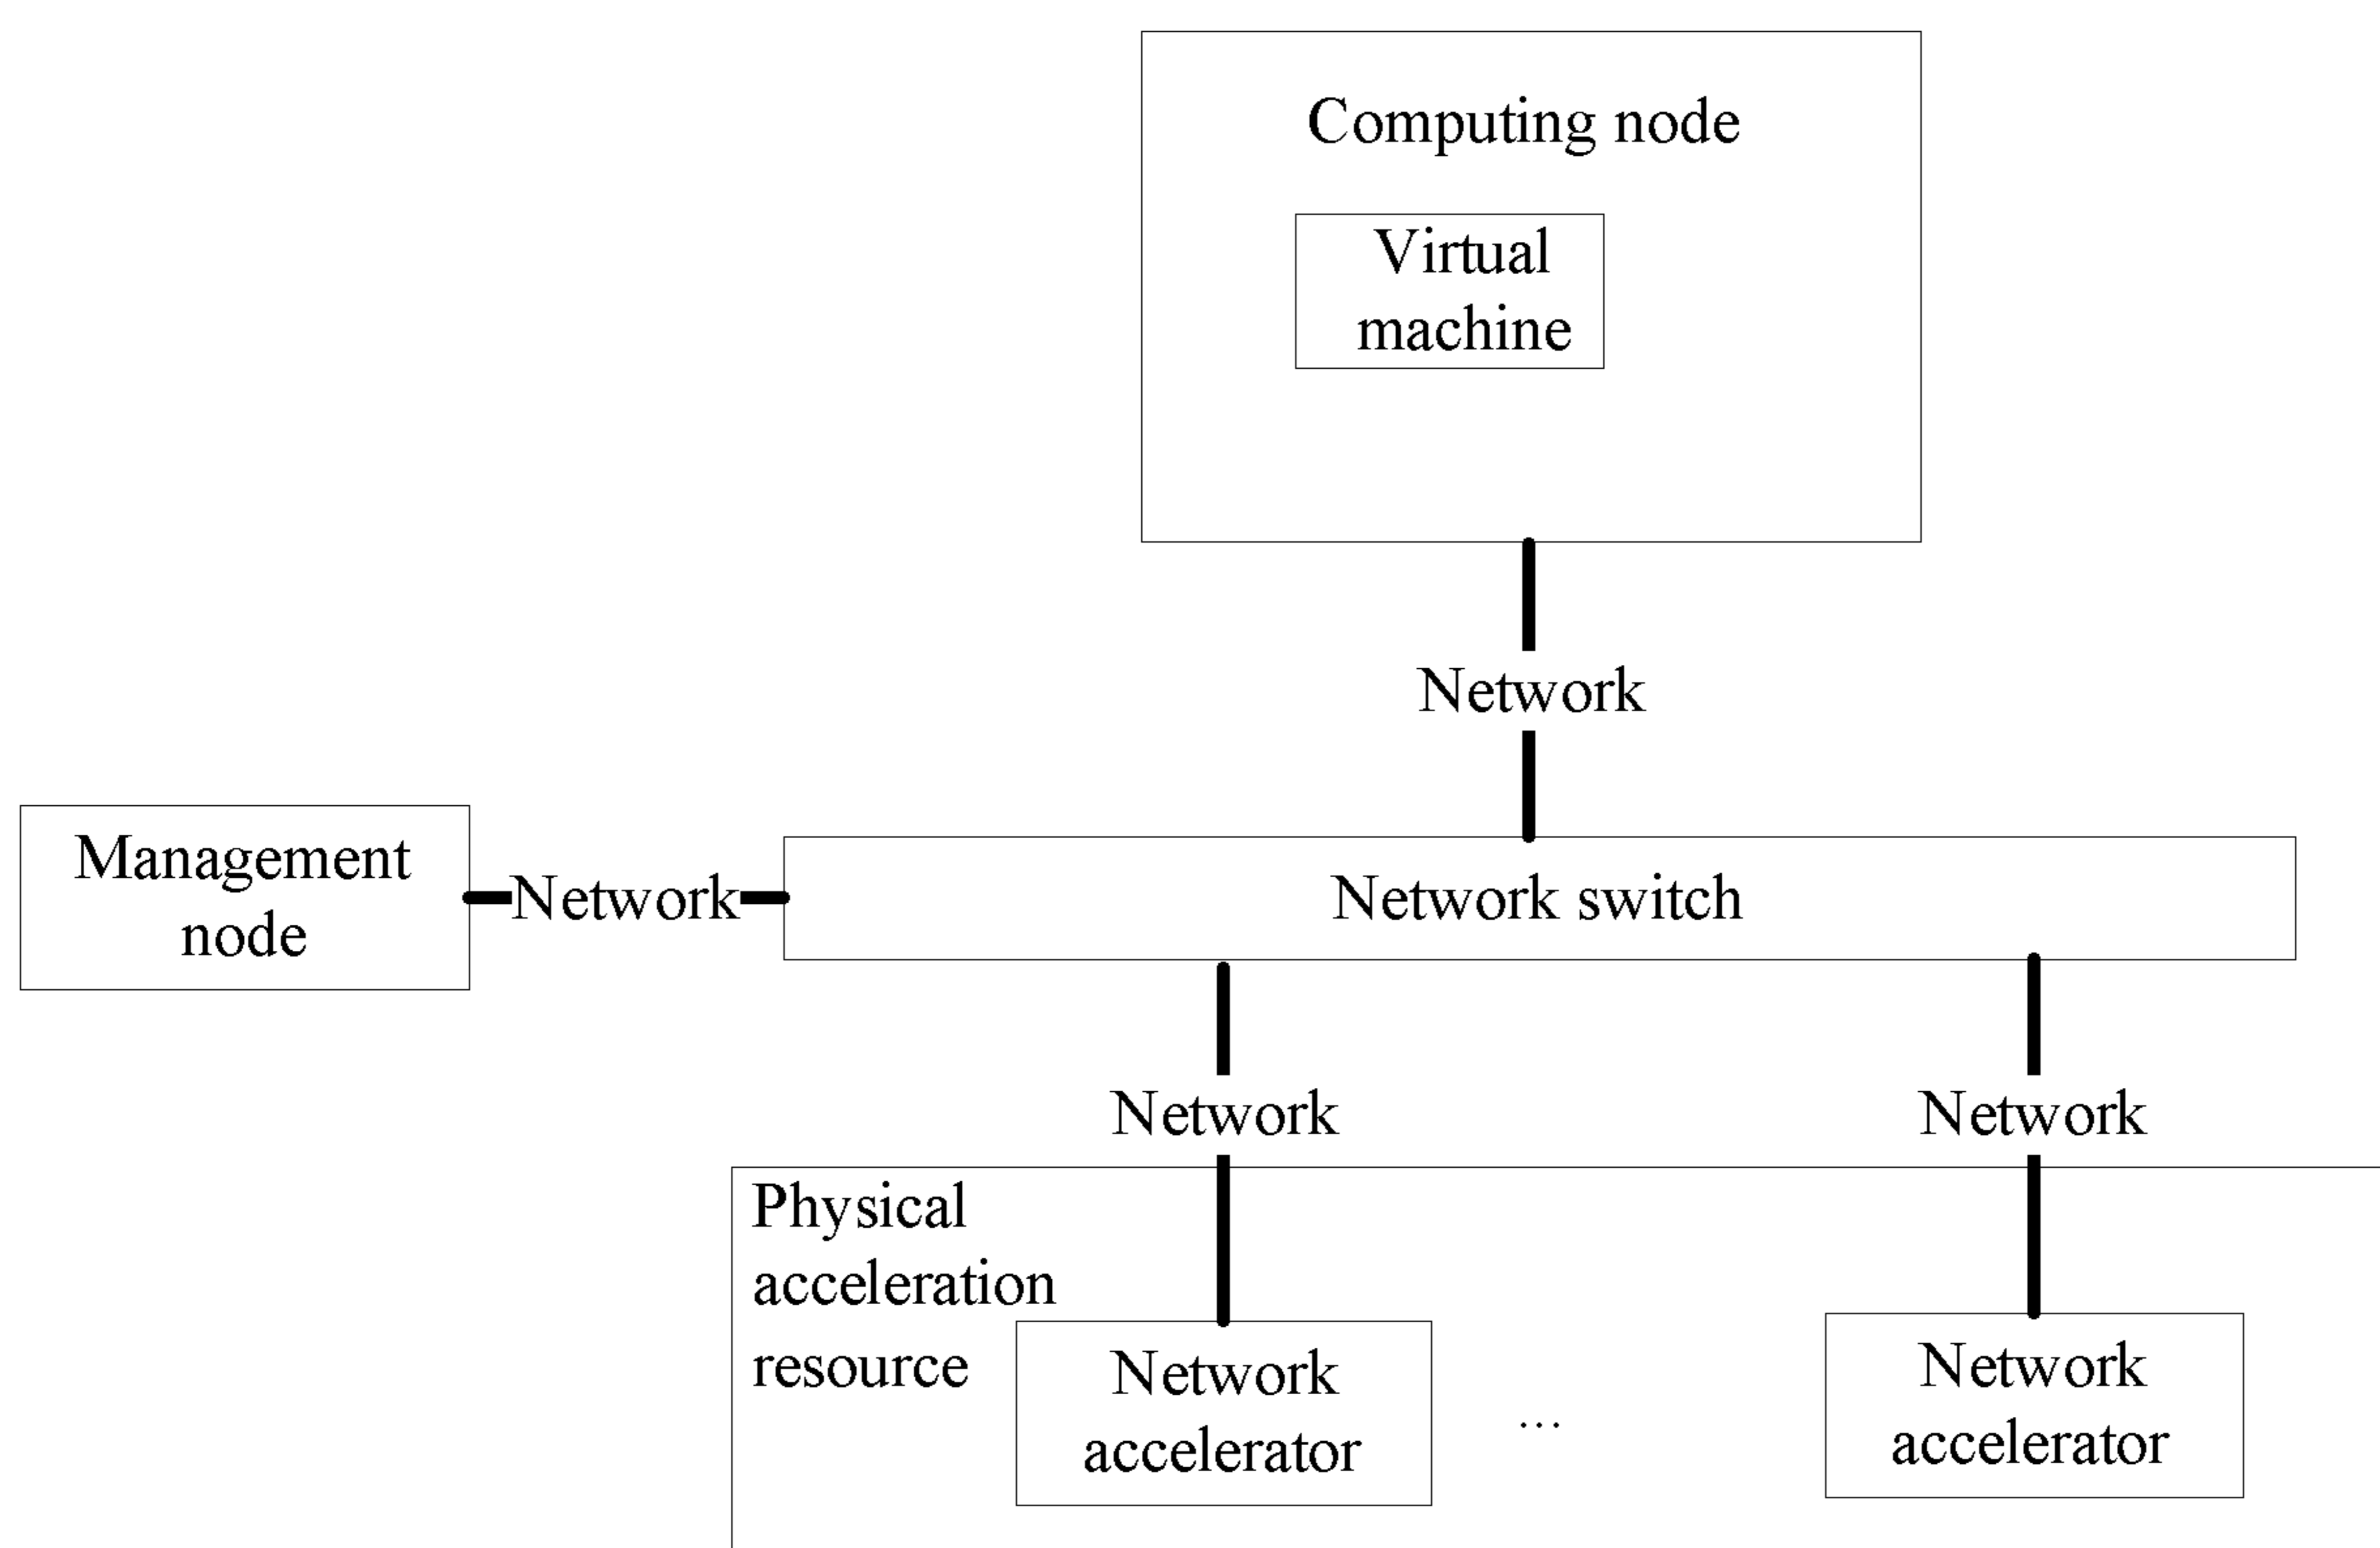 Computing node
Virtual
machine
Network
Management
node
Network
Network switch
Network
Network
Physical
acceleration
resource
Network
accelerator
...
Network
accelerator